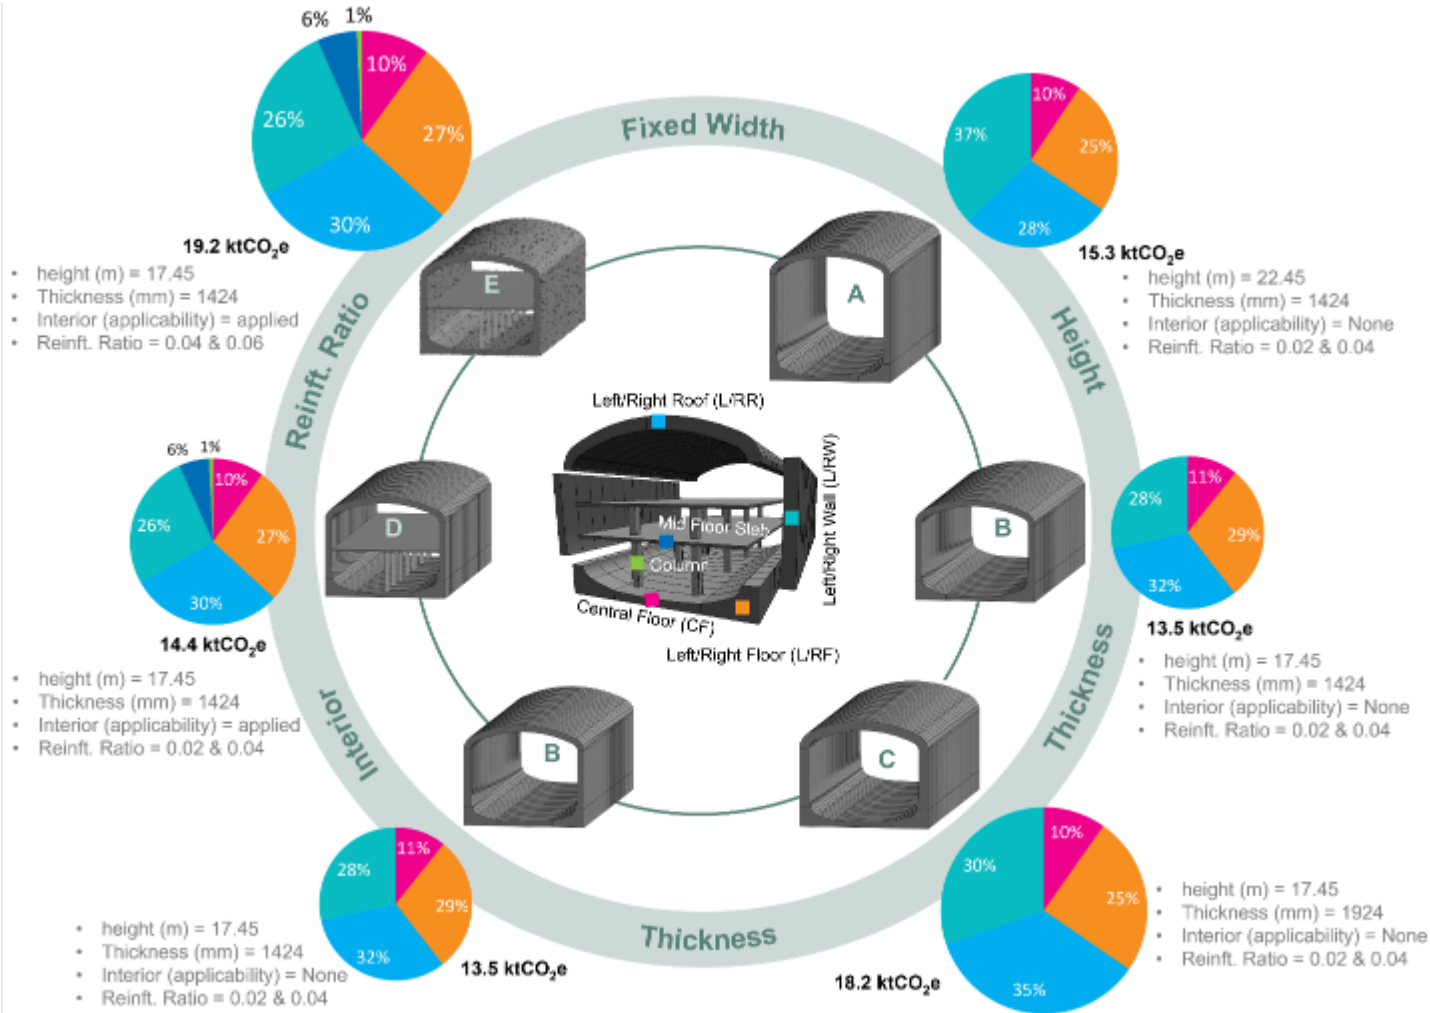 6% 1%
10%
26%
27%
30%
19.2 ktCO₂e
• height (m) = 17.45
• Thickness (mm) = 1424
• Interior (applicability) = applied
• Reinft. Ratio = 0.04 & 0.06
Fixed Width
10%
37%
25%
28%
15.3 ktCO₂e
• height (m) = 22.45
• Thickness (mm) = 1424
• Interior (applicability) = None
• Reinft. Ratio = 0.02 & 0.04
Reinft. Ratio
E
A
Height
Left/Right Roof (L/RR)
Left/Right Wall (L/RW)
Mid Floor Slab
Column
Central Floor (CF)
Left/Right Floor (L/RF)
6% 1%
10%
26%
27%
30%
14.4 ktCO₂e
• height (m) = 17.45
• Thickness (mm) = 1424
• Interior (applicability) = applied
• Reinft. Ratio = 0.02 & 0.04
D
B
11%
28%
29%
32%
13.5 ktCO₂e
• height (m) = 17.45
• Thickness (mm) = 1424
• Interior (applicability) = None
• Reinft. Ratio = 0.02 & 0.04
Interior
Thickness
B
C
11%
28%
29%
32%
13.5 ktCO₂e
• height (m) = 17.45
• Thickness (mm) = 1424
• Interior (applicability) = None
• Reinft. Ratio = 0.02 & 0.04
Thickness
10%
30%
25%
35%
18.2 ktCO₂e
• height (m) = 17.45
• Thickness (mm) = 1924
• Interior (applicability) = None
• Reinft. Ratio = 0.02 & 0.04